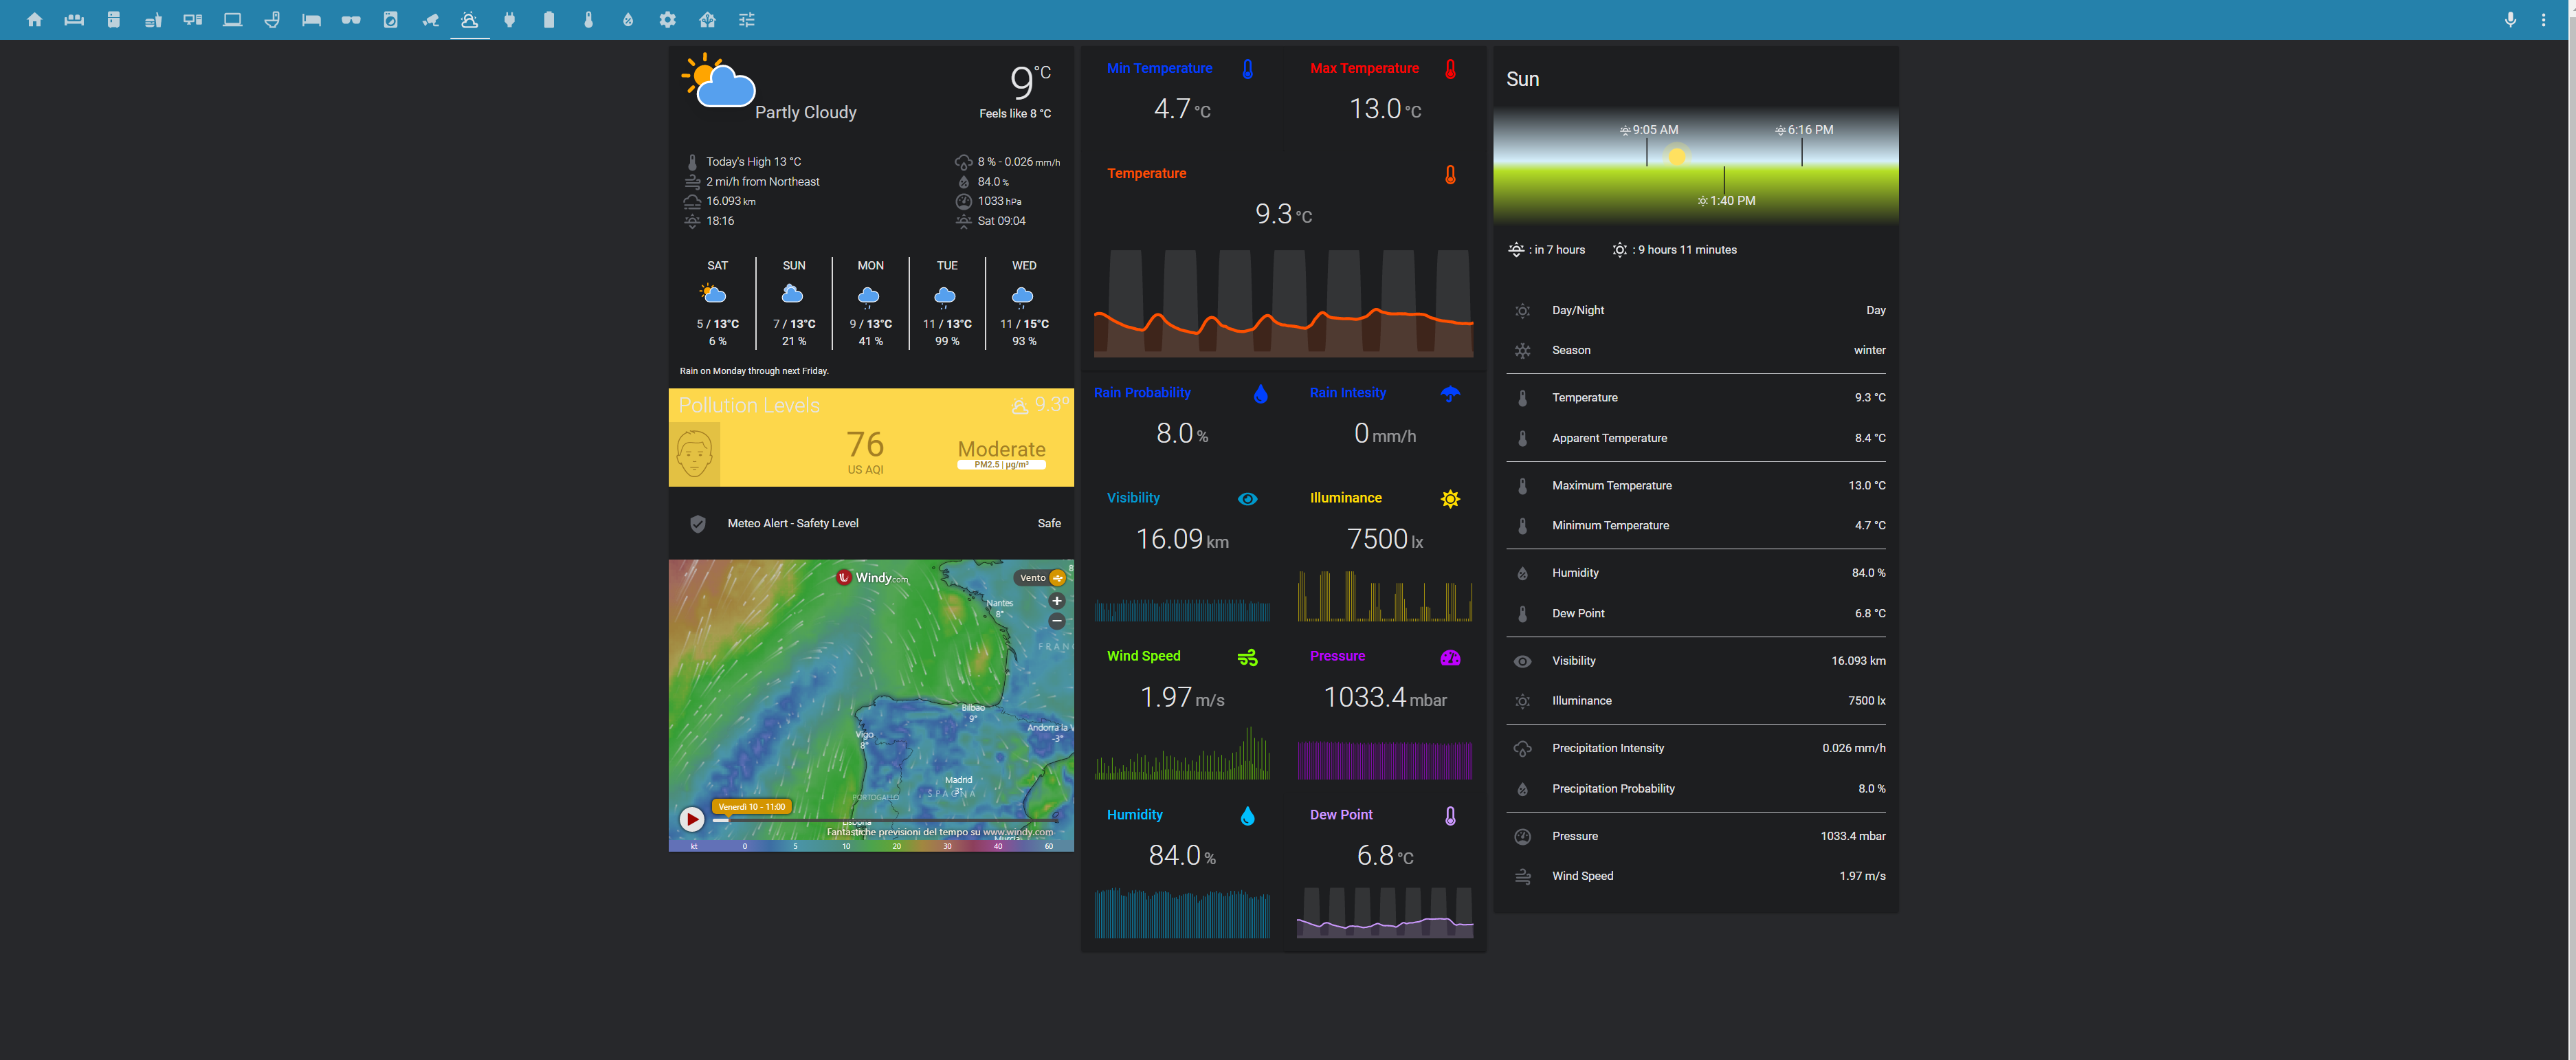 9 °C
Partly Cloudy
Feels like 8 °C
Today's High 13 °C
8 % - 0.026 mm/h
2 mi/h from Northeast
84.0 %
16.093 km
1033 hPa
18:16
Sat 09:04
SAT SUN MON TUE WED
5 / 13°C 7 / 13°C 9 / 13°C 11 / 13°C 11 / 15°C
6 % 21 % 41 % 99 % 93 %
Rain on Monday through next Friday.
Pollution Levels
9.3°
76
US AQI
Moderate
PM2.5 | µg/m³
Meteo Alert - Safety Level
Safe
Windy.com
Vento
8
+
−
Nantes
8°
FRANC
Bilbao
9°
Andorra la V
-3°
Vigo
8°
Madrid
3°
PORTOGALLO
SPAGNA
Venerdì 10 - 11:00
Lisbona
Fantastiche previsioni del tempo su www.windy.com
Murcia
kt 0 5 10 20 30 40 60
Min Temperature
4.7 °C
Max Temperature
13.0 °C
Temperature
9.3 °C
Rain Probability
8.0 %
Rain Intesity
0 mm/h
Visibility
16.09 km
Illuminance
7500 lx
Wind Speed
1.97 m/s
Pressure
1033.4 mbar
Humidity
84.0 %
Dew Point
6.8 °C
Sun
9:05 AM
6:16 PM
1:40 PM
: in 7 hours
: 9 hours 11 minutes
Day/Night Day
Season winter
Temperature 9.3 °C
Apparent Temperature 8.4 °C
Maximum Temperature 13.0 °C
Minimum Temperature 4.7 °C
Humidity 84.0 %
Dew Point 6.8 °C
Visibility 16.093 km
Illuminance 7500 lx
Precipitation Intensity 0.026 mm/h
Precipitation Probability 8.0 %
Pressure 1033.4 mbar
Wind Speed 1.97 m/s